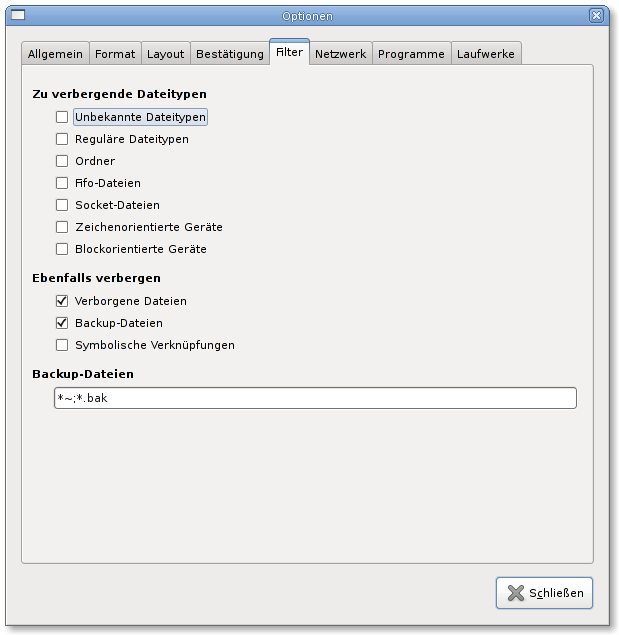 Optionen
Allgemein Format Layout Bestätigung Filter Netzwerk Programme Laufwerke
Zu verbergende Dateitypen
Unbekannte Dateitypen
Reguläre Dateitypen
Ordner
Fifo-Dateien
Socket-Dateien
Zeichenorientierte Geräte
Blockorientierte Geräte
Ebenfalls verbergen
Verborgene Dateien
Backup-Dateien
Symbolische Verknüpfungen
Backup-Dateien
*~;*.bak
Schließen